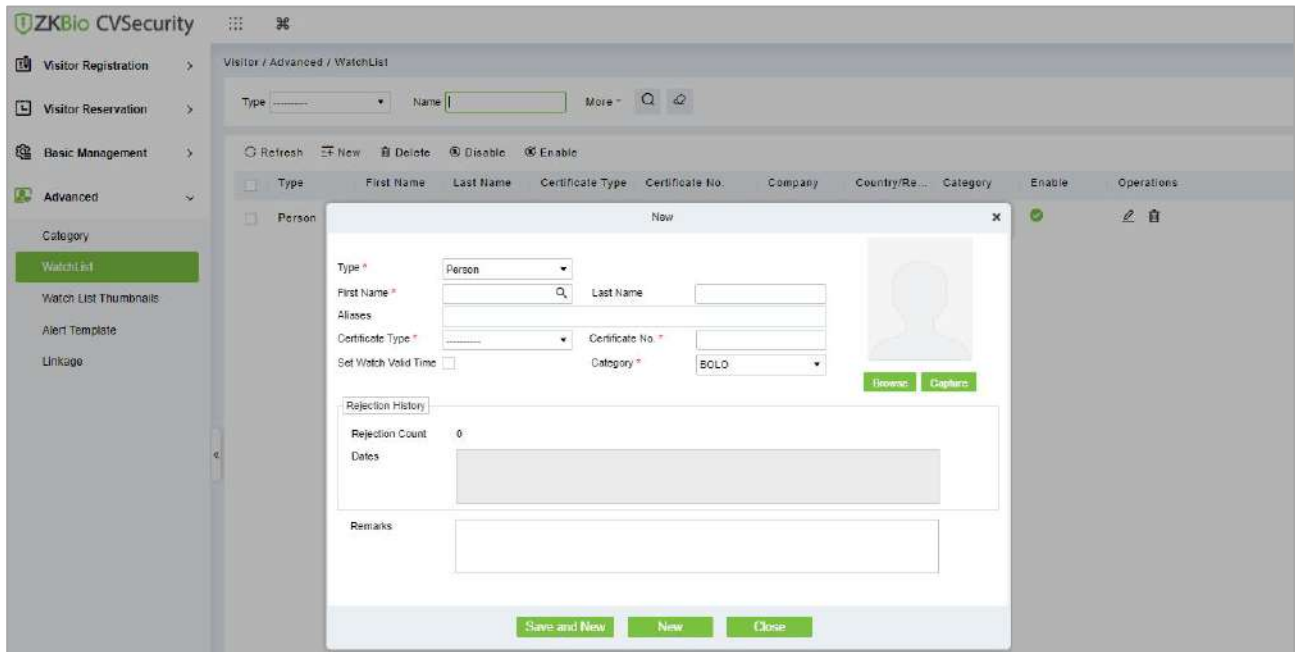 ZKBio CVSecurity
Visitor Registration
Visitor / Advanced / WatchList
Visitor Reservation
Type ---------- Name More
Basic Management
Refresh New Delete Disable Enable
Type First Name Last Name Certificate Type Certificate No. Company Country/Re... Category Enable Operations
Advanced
Person
New
Category
WatchList
Watch List Thumbnails
Alert Template
Linkage
Type * Person
First Name * Last Name
Aliases
Certificate Type * ---------- Certificate No. *
Set Watch Valid Time Category * BOLO
Browse Capture
Rejection History
Rejection Count 0
Dates
Remarks
Save and New New Close